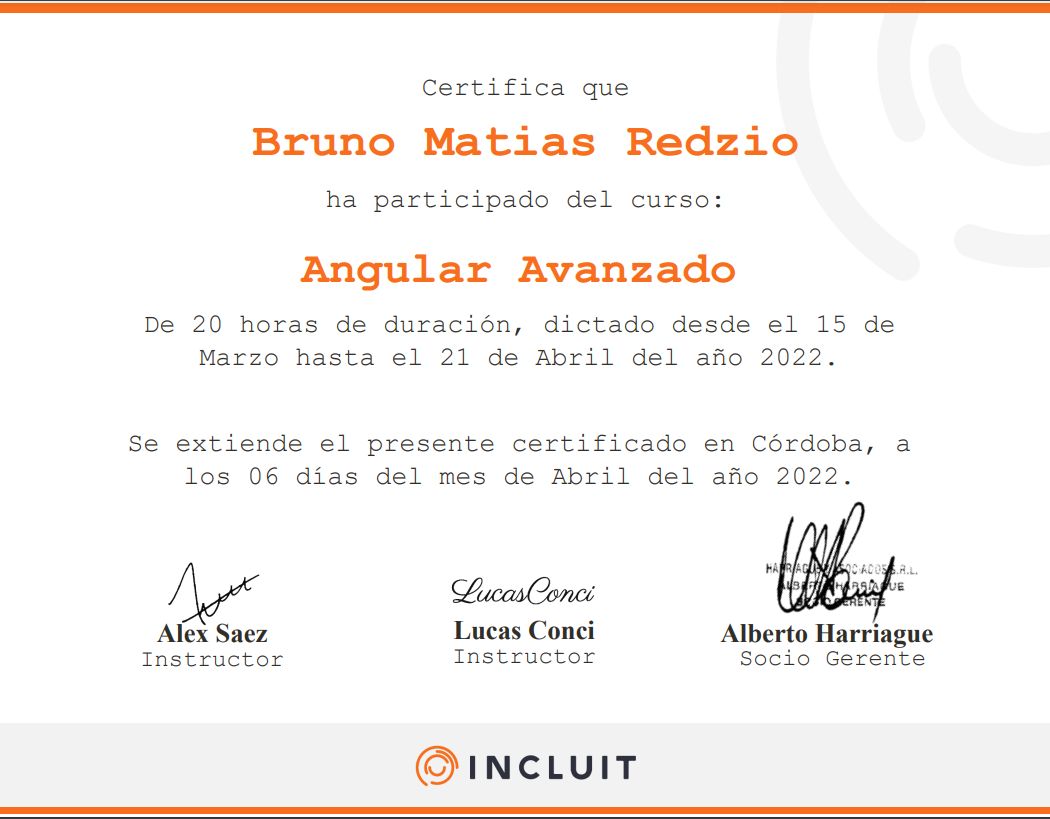 Certifica que
Bruno Matias Redzio
ha participado del curso:
Angular Avanzado
De 20 horas de duración, dictado desde el 15 de
Marzo hasta el 21 de Abril del año 2022.
Se extiende el presente certificado en Córdoba, a
los 06 días del mes de Abril del año 2022.
LucasConci
HARRIAGUE ASOCIADOS S.R.L.
ALBERTO HARRIAGUE
SOCIO GERENTE
Alex Saez
Instructor
Lucas Conci
Instructor
Alberto Harriague
Socio Gerente
INCLUIT